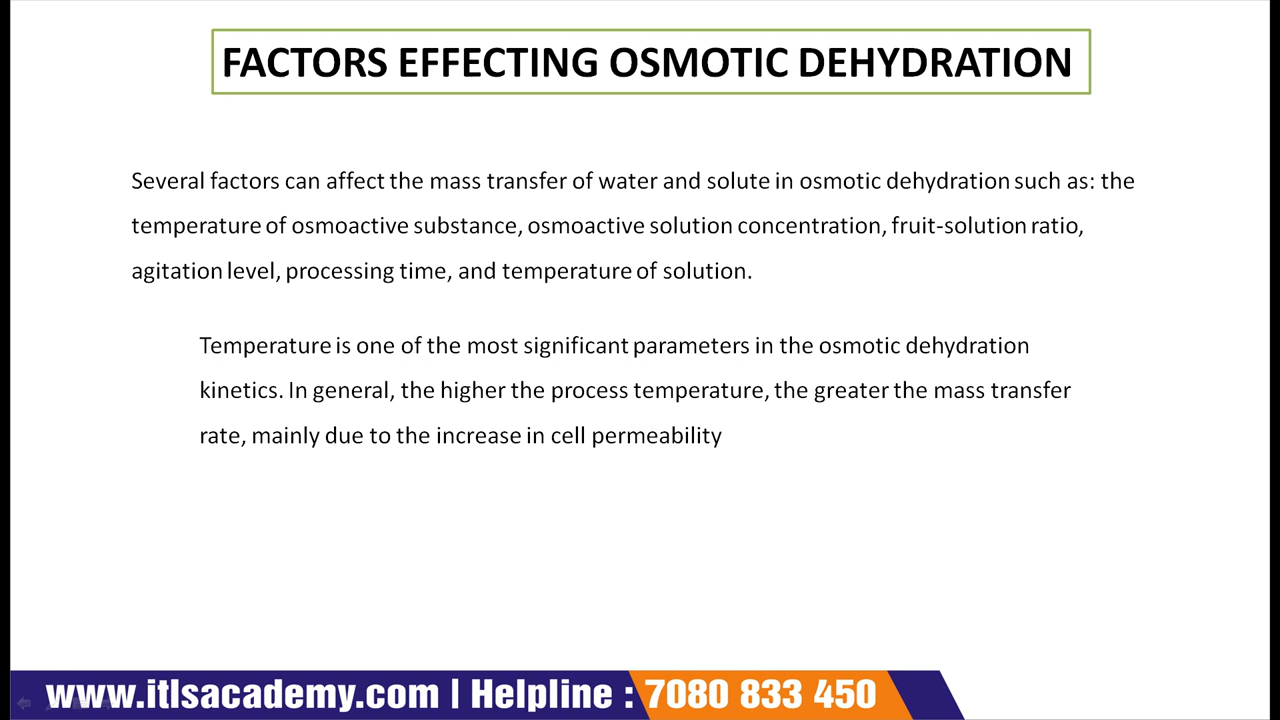 FACTORS EFFECTING OSMOTIC DEHYDRATION
Several factors can affect the mass transfer of water and solute in osmotic dehydration such as: the
temperature of osmoactive substance, osmoactive solution concentration, fruit-solution ratio,
agitation level, processing time, and temperature of solution.
Temperature is one of the most significant parameters in the osmotic dehydration
kinetics. In general, the higher the process temperature, the greater the mass transfer
rate, mainly due to the increase in cell permeability
www.itlsacademy.com | Helpline : 7080 833 450